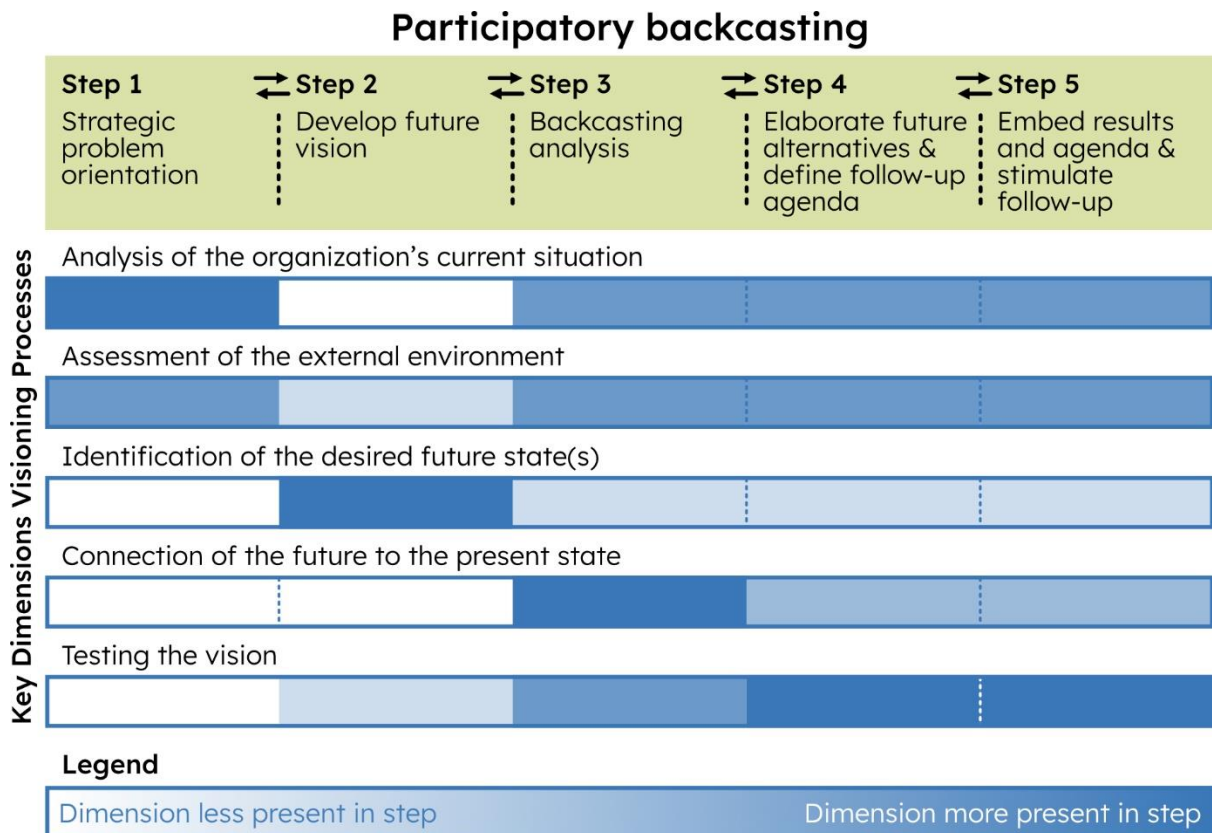 Participatory backcasting
Step 1
Strategic
problem
orientation
Step 2
Develop future
vision
Step 3
Backcasting
analysis
Step 4
Elaborate future
alternatives &
define follow-up
agenda
Step 5
Embed results
and agenda &
stimulate
follow-up
Key Dimensions Visioning Processes
Analysis of the organization’s current situation
Assessment of the external environment
Identification of the desired future state(s)
Connection of the future to the present state
Testing the vision
Legend
Dimension less present in step
Dimension more present in step